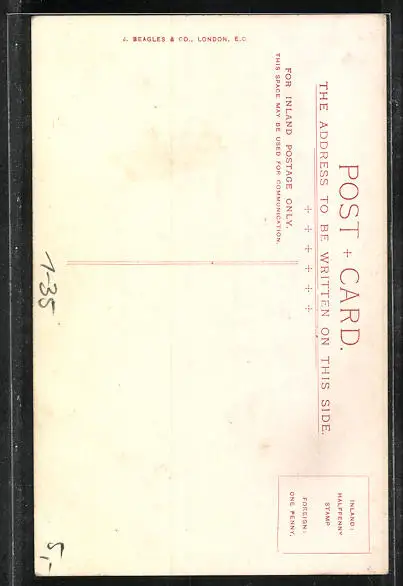 POST + CARD.
THE ADDRESS TO BE WRITTEN ON THIS SIDE.
FOR INLAND POSTAGE ONLY.
THIS SPACE MAY BE USED FOR COMMUNICATION.
INLAND:
HALFPENNY
STAMP
FOREIGN:
ONE PENNY.
J. BEAGLES & CO., LONDON, E.C.
1-35
5,-